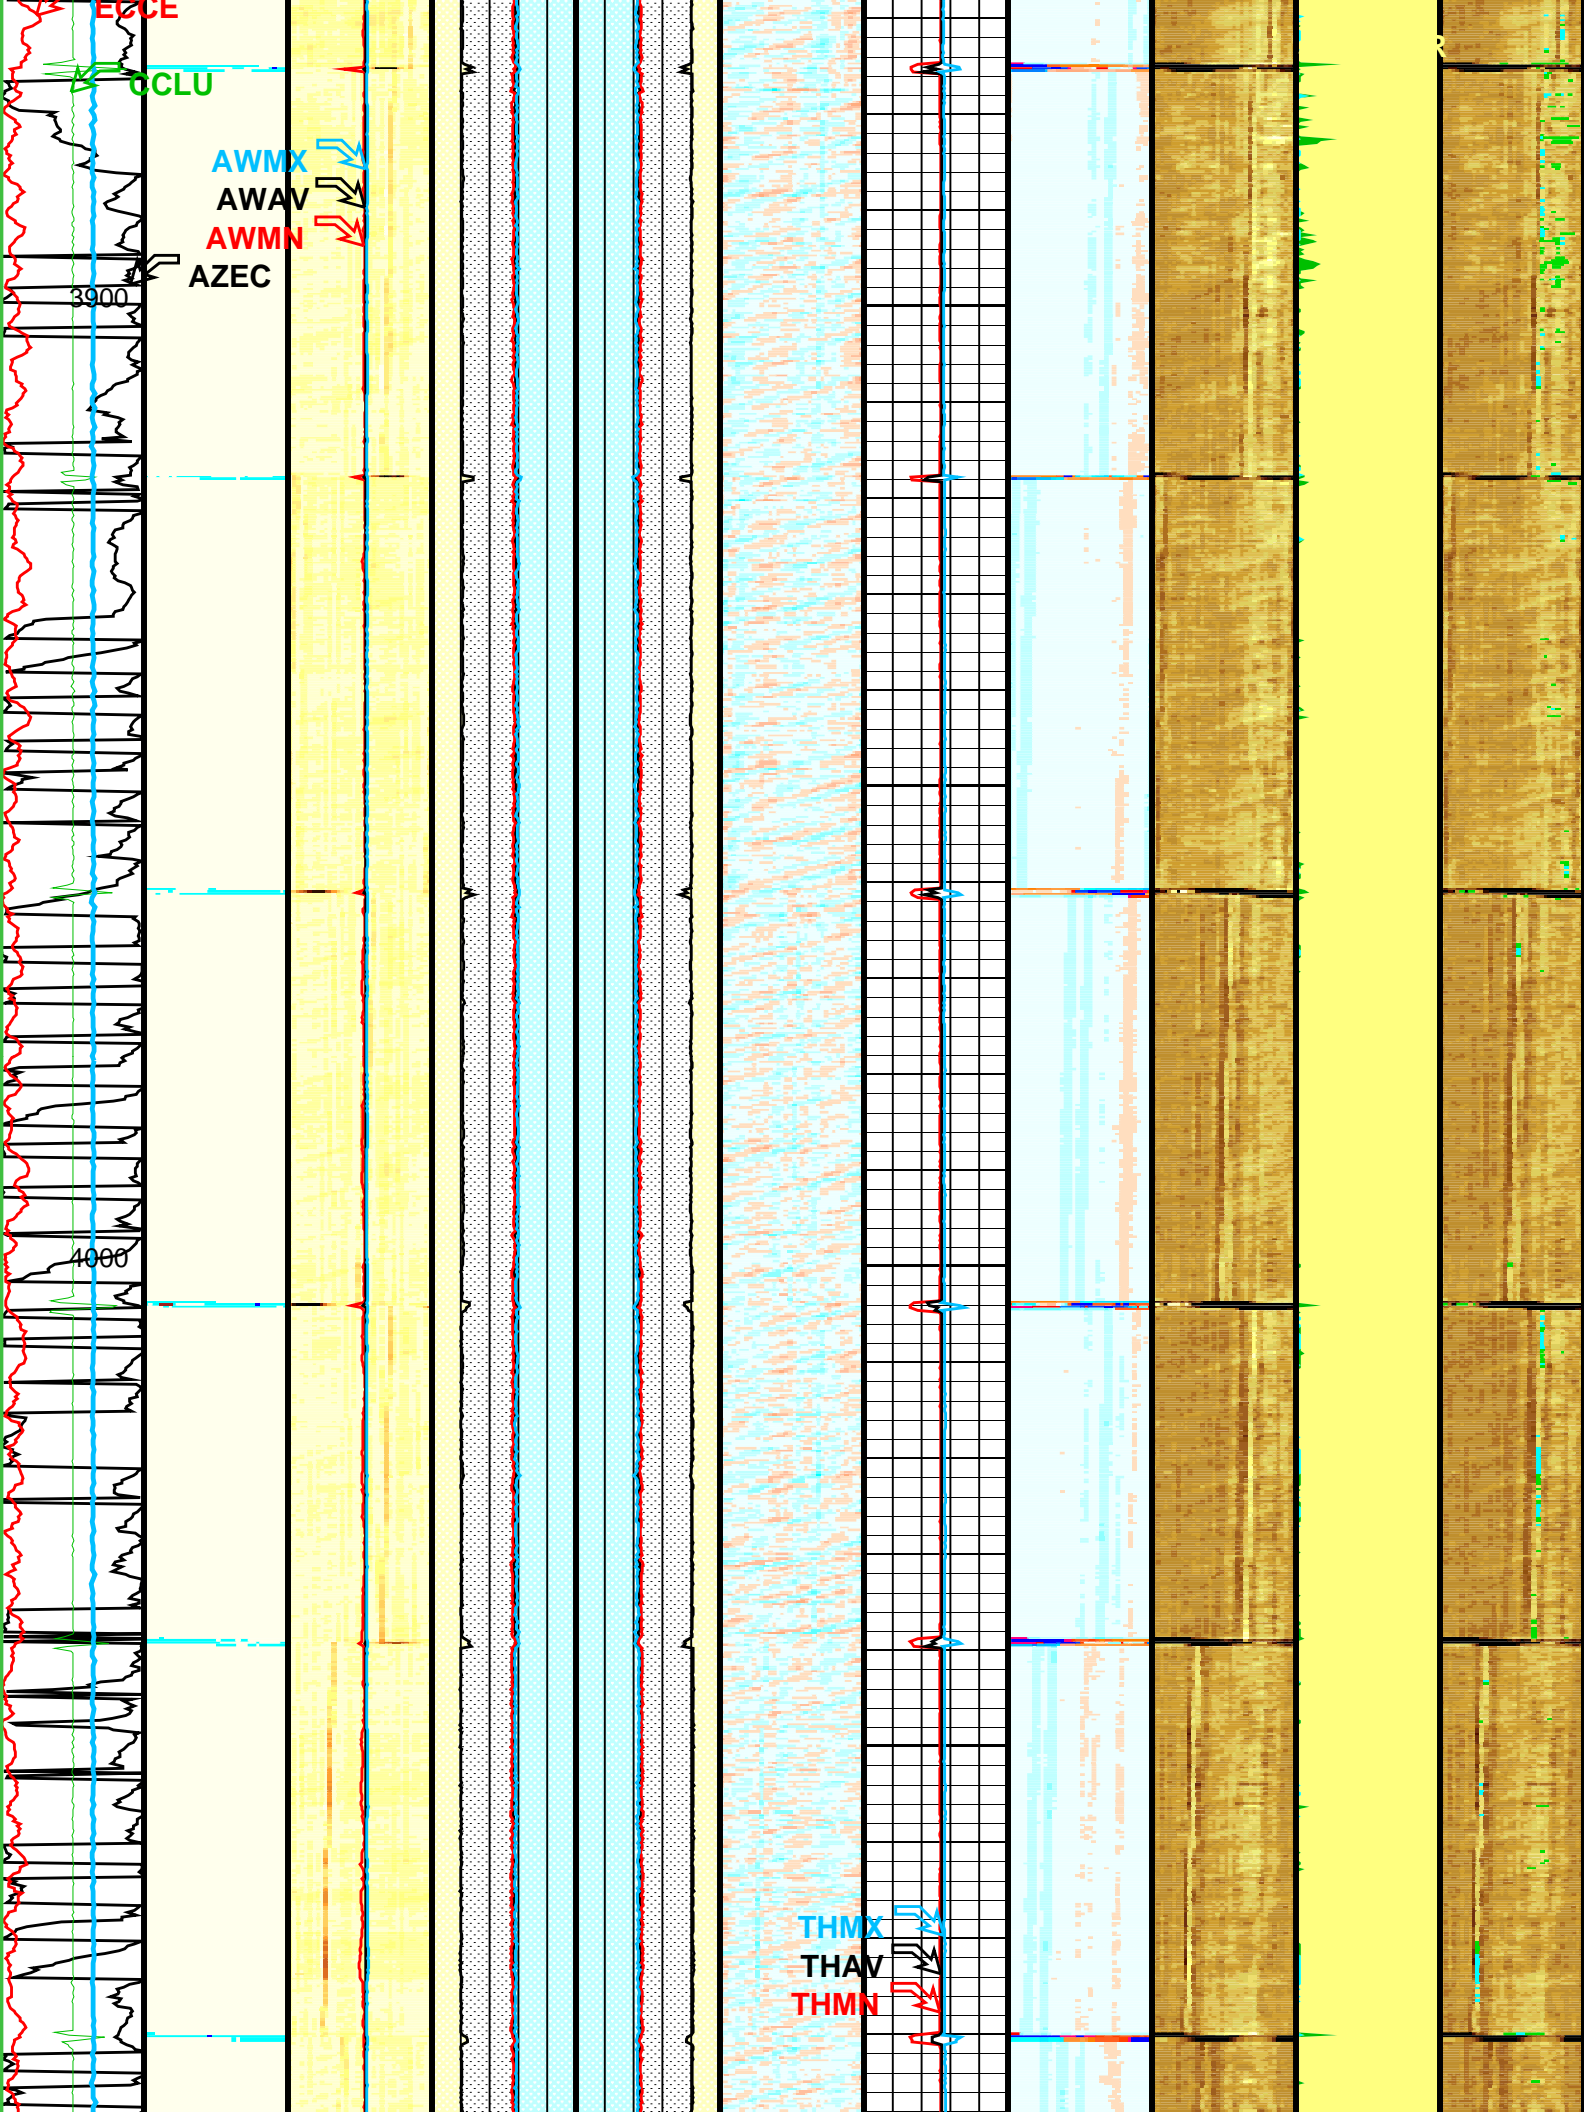 ECCE
R
CCLU
AWMX
AWAV
AWMN
AZEC
3900
4000
THMX
THAV
THMN